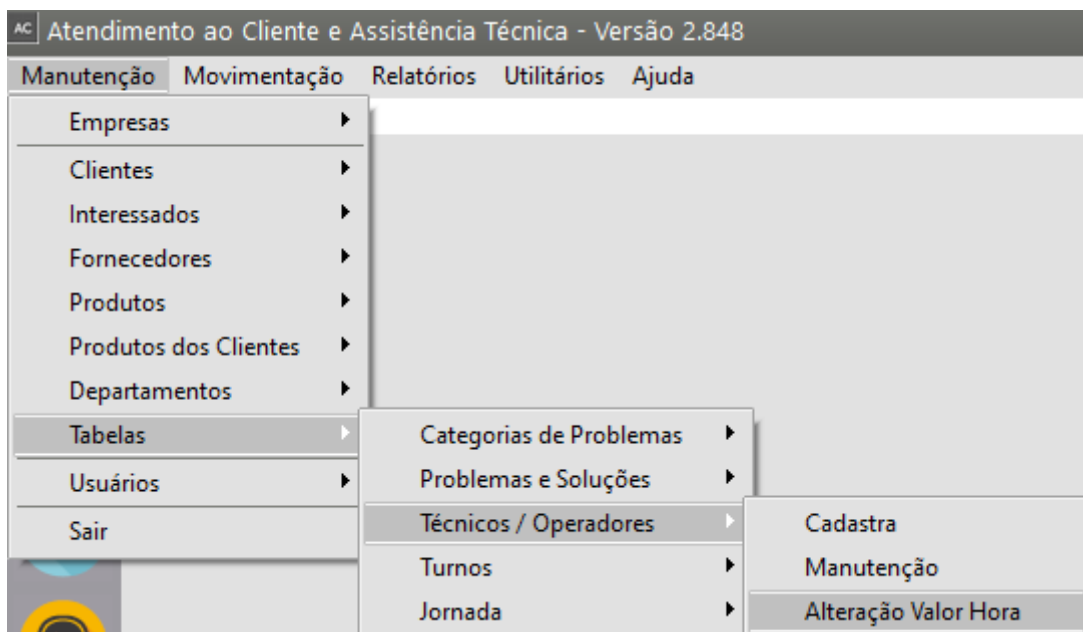 AC Atendimento ao Cliente e Assistência Técnica - Versão 2.848
Manutenção Movimentação Relatórios Utilitários Ajuda
Empresas
Clientes
Interessados
Fornecedores
Produtos
Produtos dos Clientes
Departamentos
Tabelas
Usuários
Sair
Categorias de Problemas
Problemas e Soluções
Técnicos / Operadores
Turnos
Jornada
Cadastra
Manutenção
Alteração Valor Hora